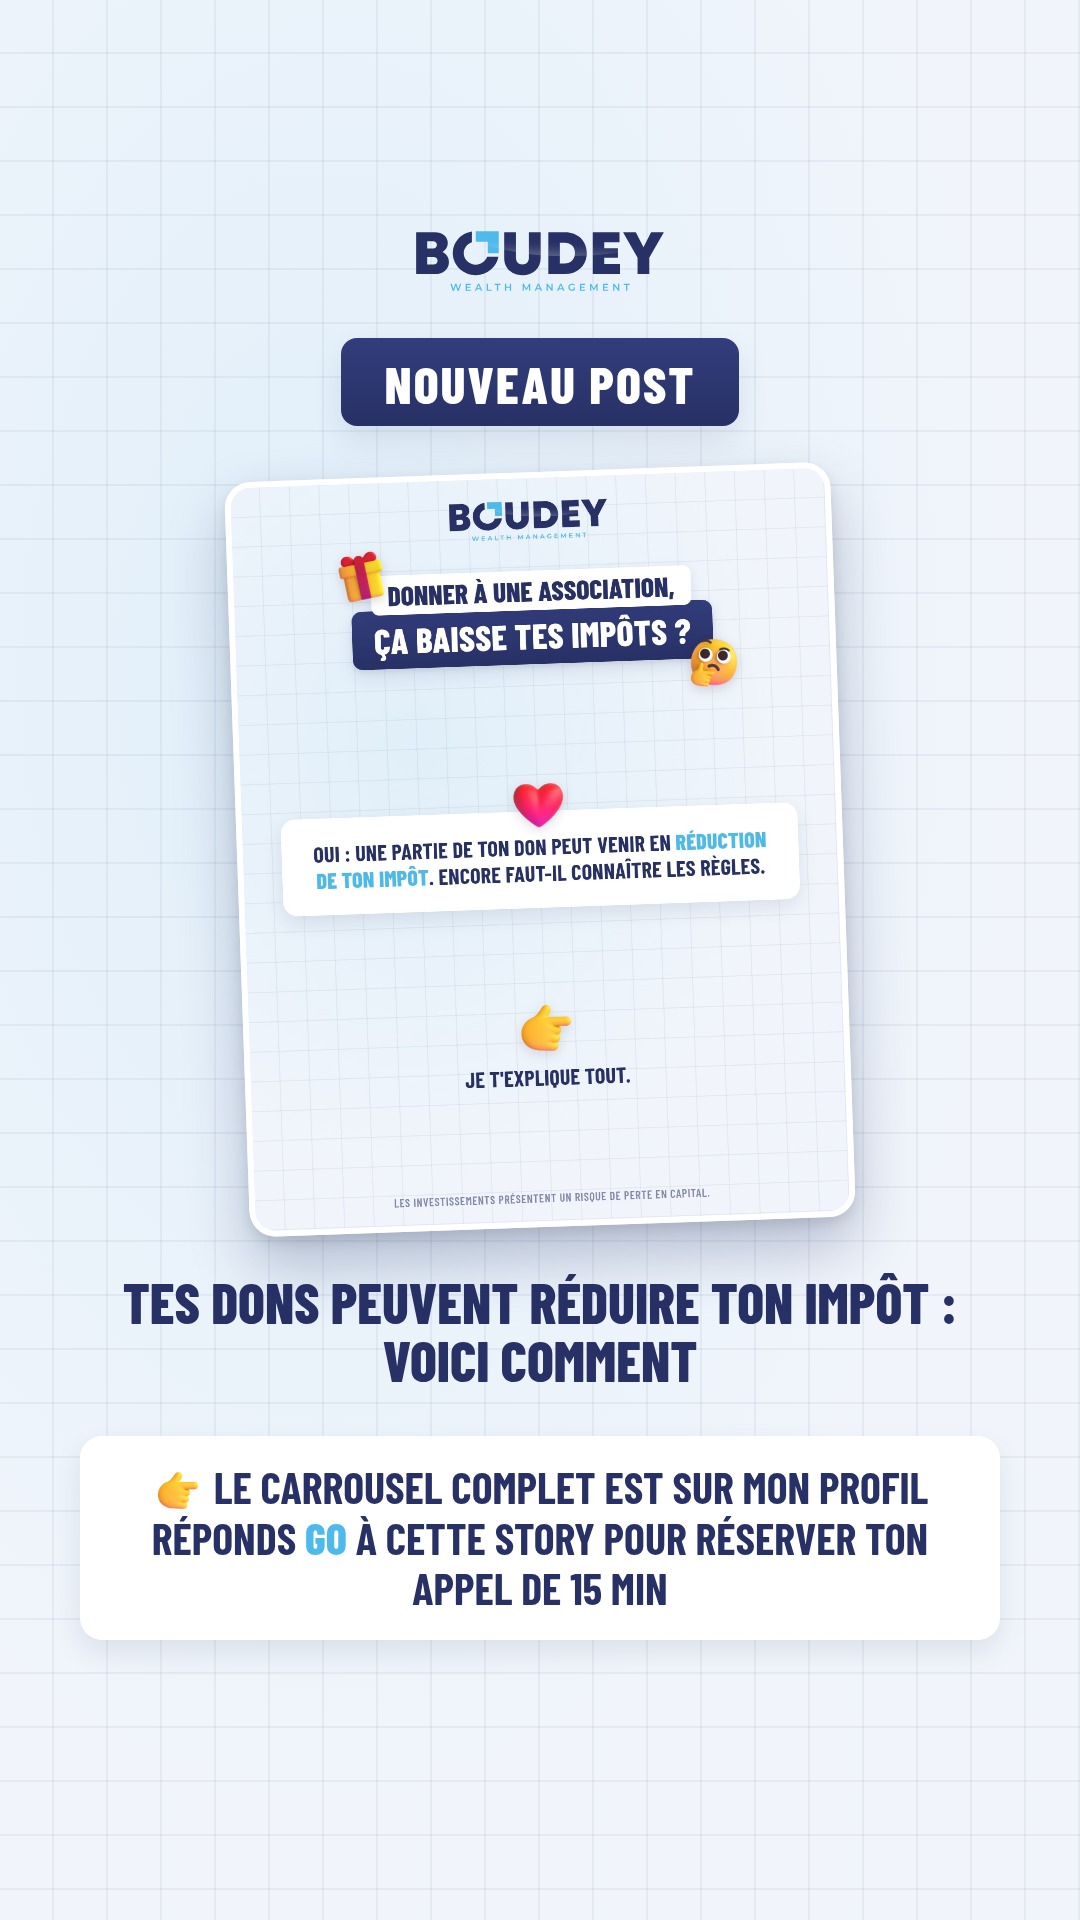 BOUDEY
WEALTH MANAGEMENT
NOUVEAU POST
BOUDEY
WEALTH MANAGEMENT
DONNER À UNE ASSOCIATION,
ÇA BAISSE TES IMPÔTS ?
OUI : UNE PARTIE DE TON DON PEUT VENIR EN RÉDUCTION
DE TON IMPÔT. ENCORE FAUT-IL CONNAÎTRE LES RÈGLES.
JE T'EXPLIQUE TOUT.
LES INVESTISSEMENTS PRÉSENTENT UN RISQUE DE PERTE EN CAPITAL.
TES DONS PEUVENT RÉDUIRE TON IMPÔT :
VOICI COMMENT
👉 LE CARROUSEL COMPLET EST SUR MON PROFIL
RÉPONDS GO À CETTE STORY POUR RÉSERVER TON
APPEL DE 15 MIN